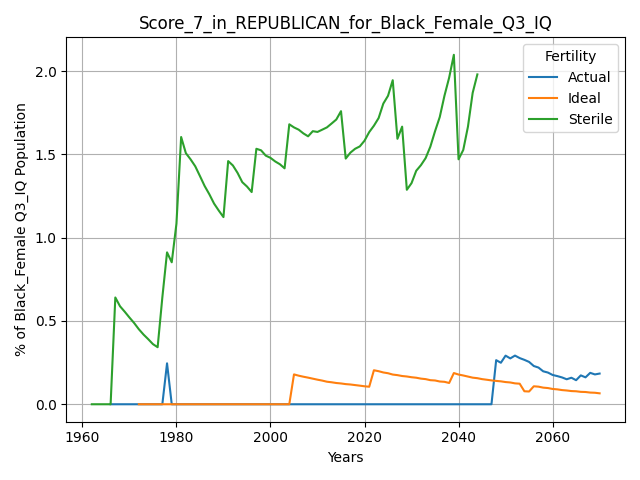 Score_7_in_REPUBLICAN_for_Black_Female_Q3_IQ
% of Black_Female Q3_IQ Population
2.0
1.5
1.0
0.5
0.0
Fertility
Actual
Ideal
Sterile
1960 1980 2000 2020 2040 2060
Years